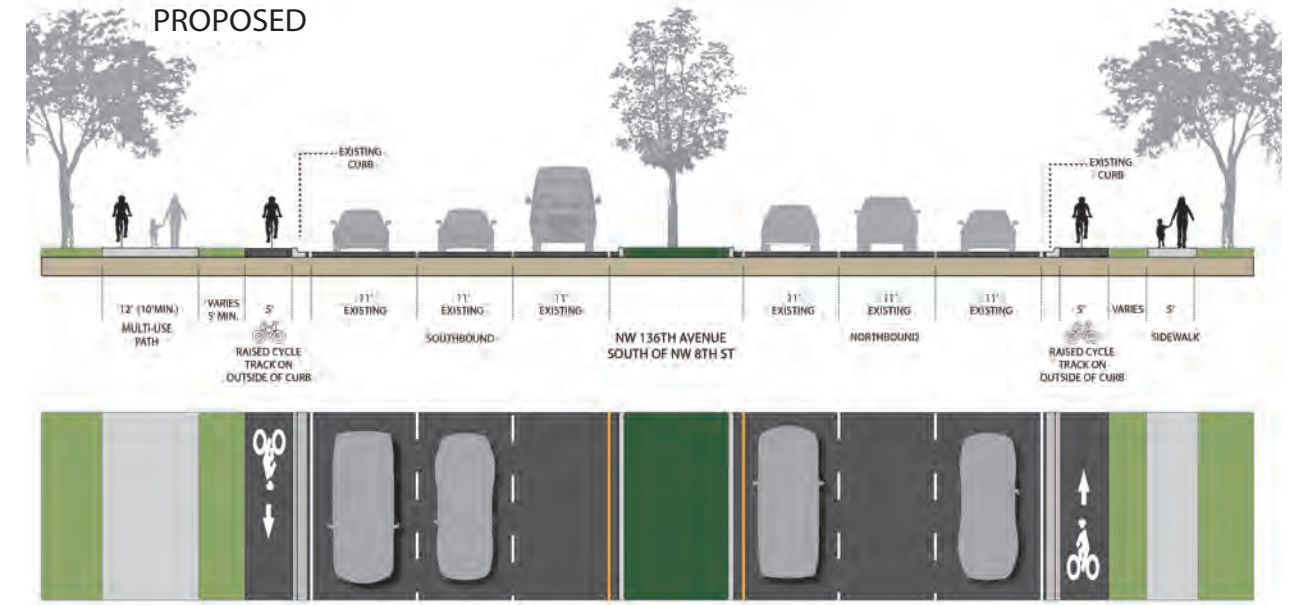 PROPOSED
EXISTING
CURB
EXISTING
CURB
12' (10'MIN.)
MULTI-USE
PATH
VARIES
5' MIN.
5'
RAISED CYCLE
TRACK ON
OUTSIDE OF CURB
11'
EXISTING
11'
EXISTING
11'
EXISTING
SOUTHBOUND
NW 136TH AVENUE
SOUTH OF NW 8TH ST
11'
EXISTING
11'
EXISTING
11'
EXISTING
NORTHBOUND
5'
RAISED CYCLE
TRACK ON
OUTSIDE OF CURB
VARIES
5'
SIDEWALK